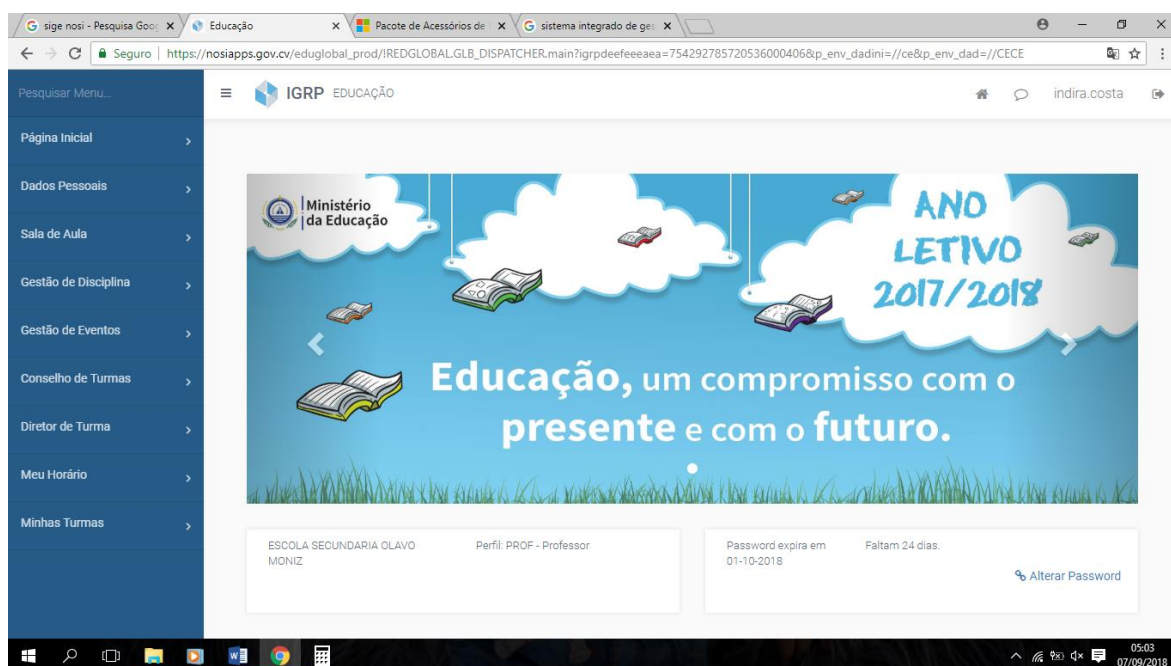 sige nosi - Pesquisa Goog
Educação
Pacote de Acessórios de
sistema integrado de ges
Seguro | https://nosiapps.gov.cv/eduglobal_prod/!REDGLOBAL.GLB_DISPATCHER.main?igrpdeefeeeaea=754292785720536000406&p_env_dadini=//ce&p_env_dad=//CECE
Pesquisar Menu...
IGRP EDUCAÇÃO
indira.costa
Página Inicial
Dados Pessoais
Sala de Aula
Gestão de Disciplina
Gestão de Eventos
Conselho de Turmas
Diretor de Turma
Meu Horário
Minhas Turmas
Ministério
da Educação
ANO
LETIVO
2017/2018
Educação, um compromisso com o
presente e com o futuro.
ESCOLA SECUNDARIA OLAVO
MONIZ
Perfil: PROF - Professor
Password expira em
01-10-2018
Faltam 24 dias.
Alterar Password
05:03
07/09/2018